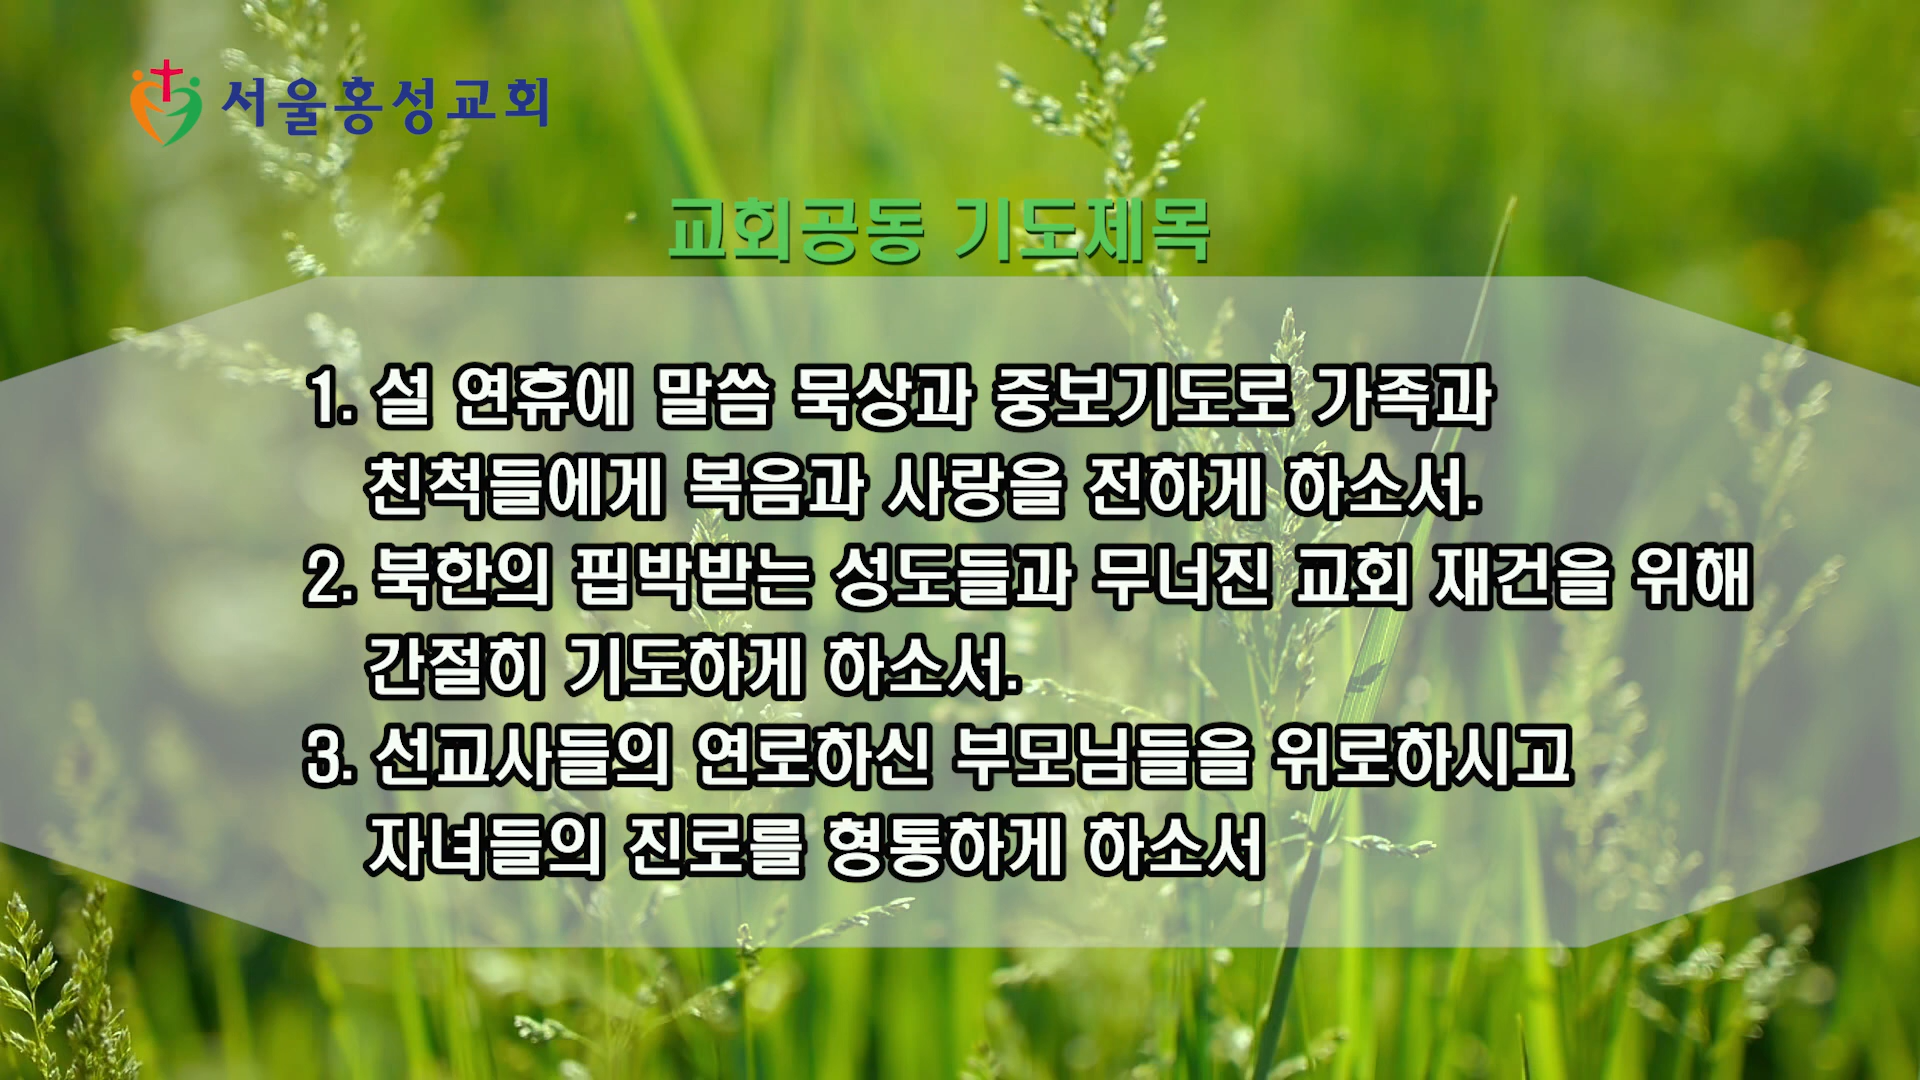 서울홍성교회
교회공동 기도제목
1. 설 연휴에 말씀 묵상과 중보기도로 가족과
친척들에게 복음과 사랑을 전하게 하소서.
2. 북한의 핍박받는 성도들과 무너진 교회 재건을 위해
간절히 기도하게 하소서.
3. 선교사들의 연로하신 부모님들을 위로하시고
자녀들의 진로를 형통하게 하소서